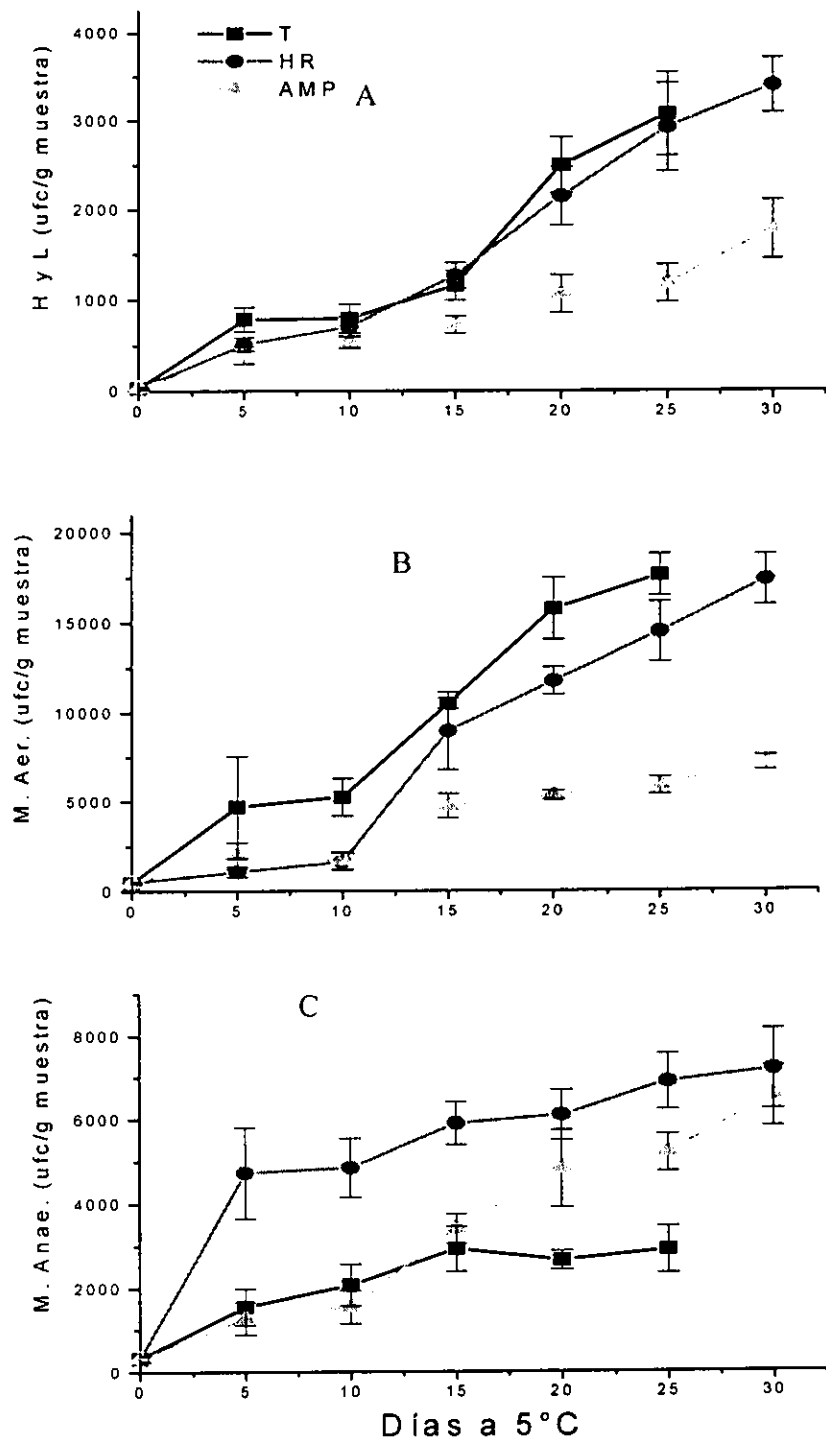 4000
3000
2000
1000
0
H y L (ufc/g muestra)
T
HR
AMP
A
0 5 10 15 20 25 30
20000
15000
10000
5000
0
M. Aer. (ufc/g muestra)
B
0 5 10 15 20 25 30
8000
6000
4000
2000
0
M. Anae. (ufc/g muestra)
C
0 5 10 15 20 25 30
Días a 5°C